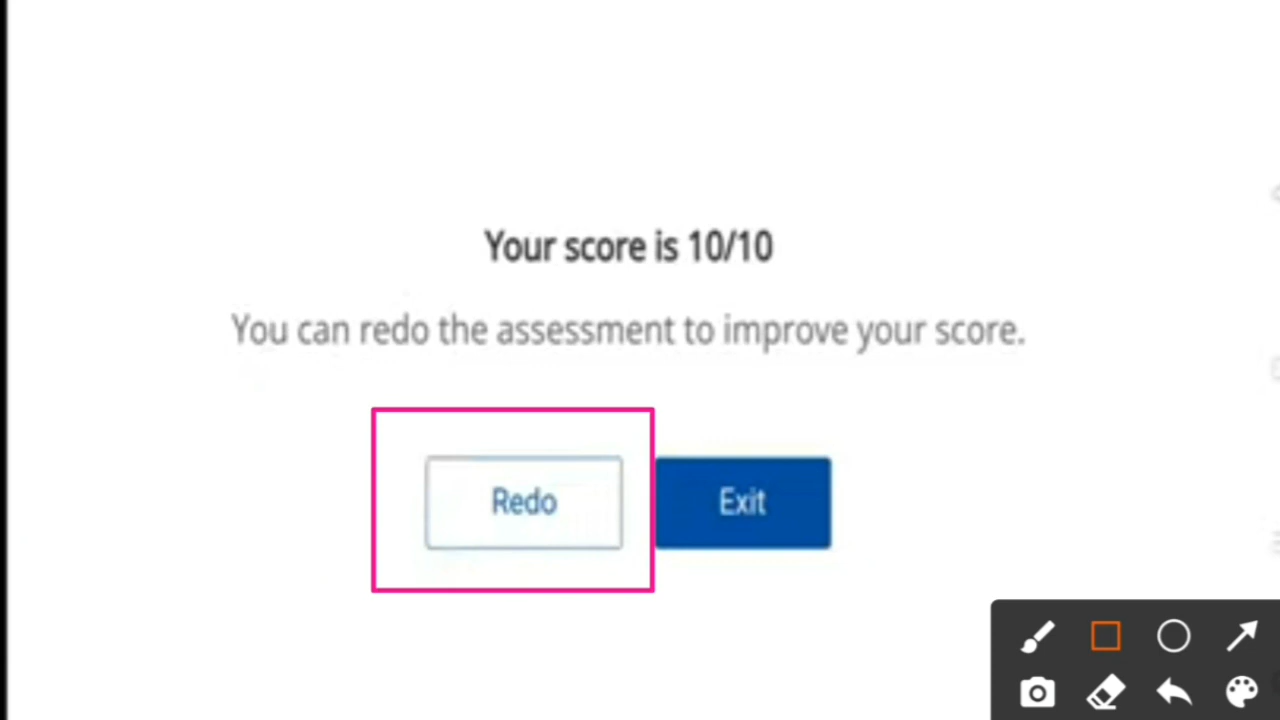 Your score is 10/10
You can redo the assessment to improve your score.
Redo
Exit